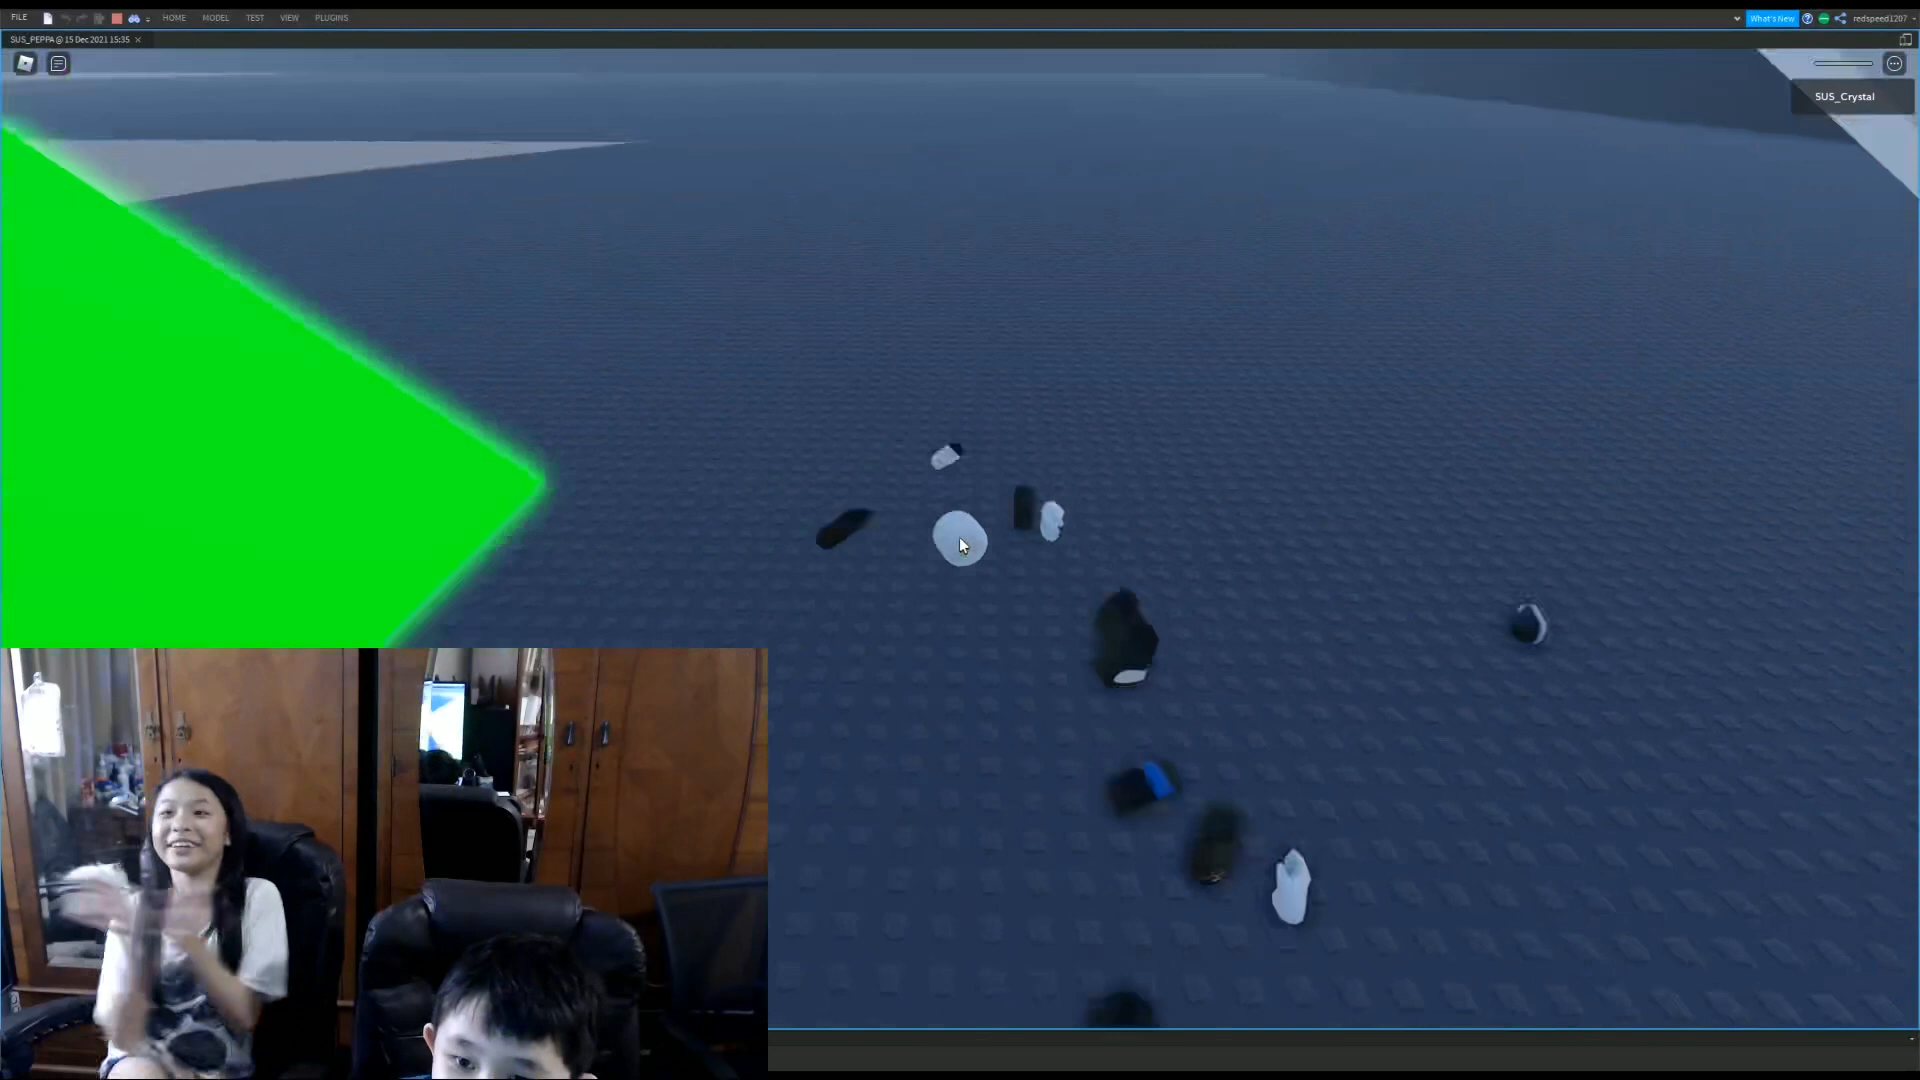 FILE HOME MODEL TEST VIEW PLUGINS What's New redspeed1207
SUS_PEPPA @ 15 Dec 2021 15:35
SUS_Crystal